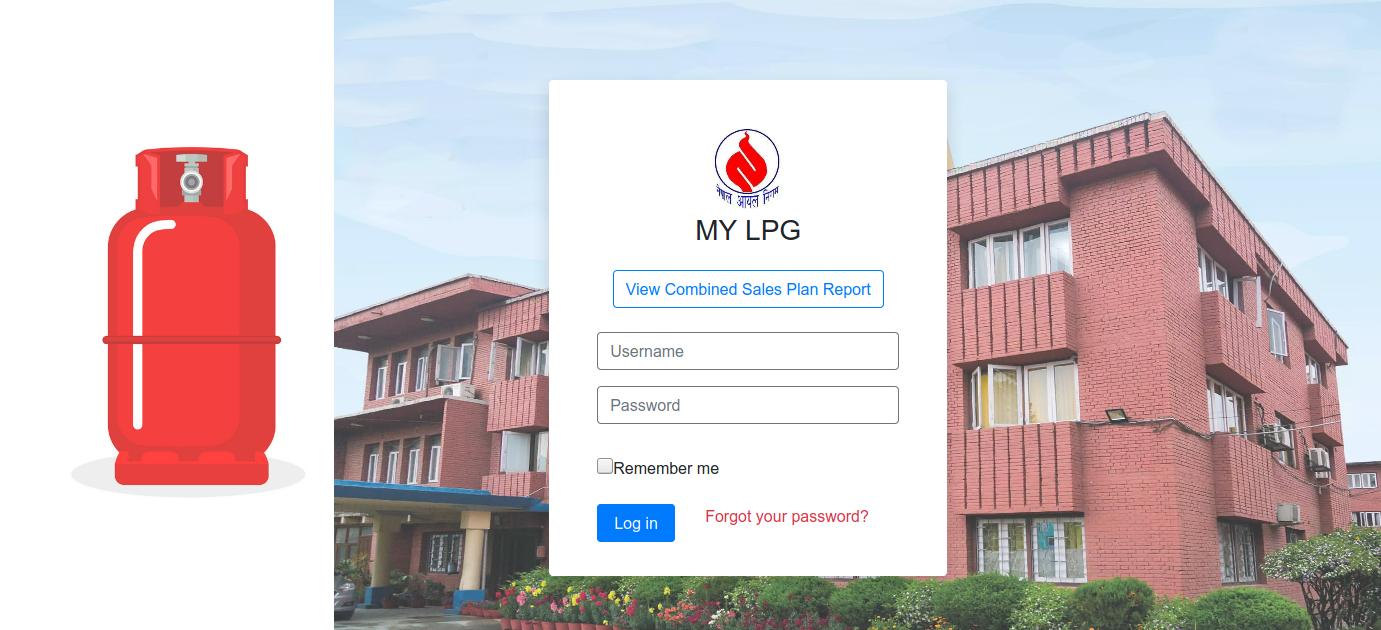 नेपाल आयल निगम
MY LPG
View Combined Sales Plan Report
Username
Password
Remember me
Log in
Forgot your password?